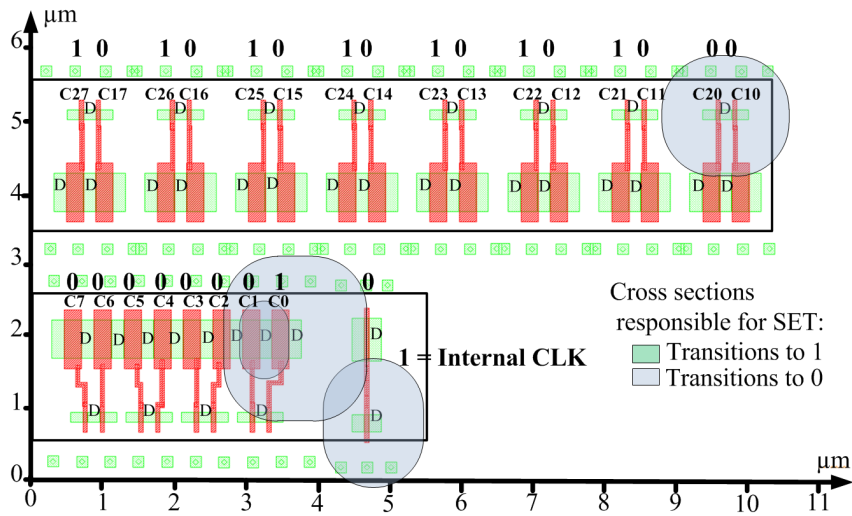 µm
6
1 0 1 0 1 0 1 0 1 0 1 0 1 0 0 0
C27 C17 C26 C16 C25 C15 C24 C14 C23 C13 C22 C12 C21 C11 C20 C10
D D D D D D D D
5
D D D D D D D D D D D D D D D D
4
3
0 0 0 0 0 0 0 1 0
C7 C6 C5 C4 C3 C2 C1 C0
Cross sections
responsible for SET:
2
D D D D D D
1 = Internal CLK
Transitions to 1
Transitions to 0
1
D D D D D
0
µm
0 1 2 3 4 5 6 7 8 9 10 11